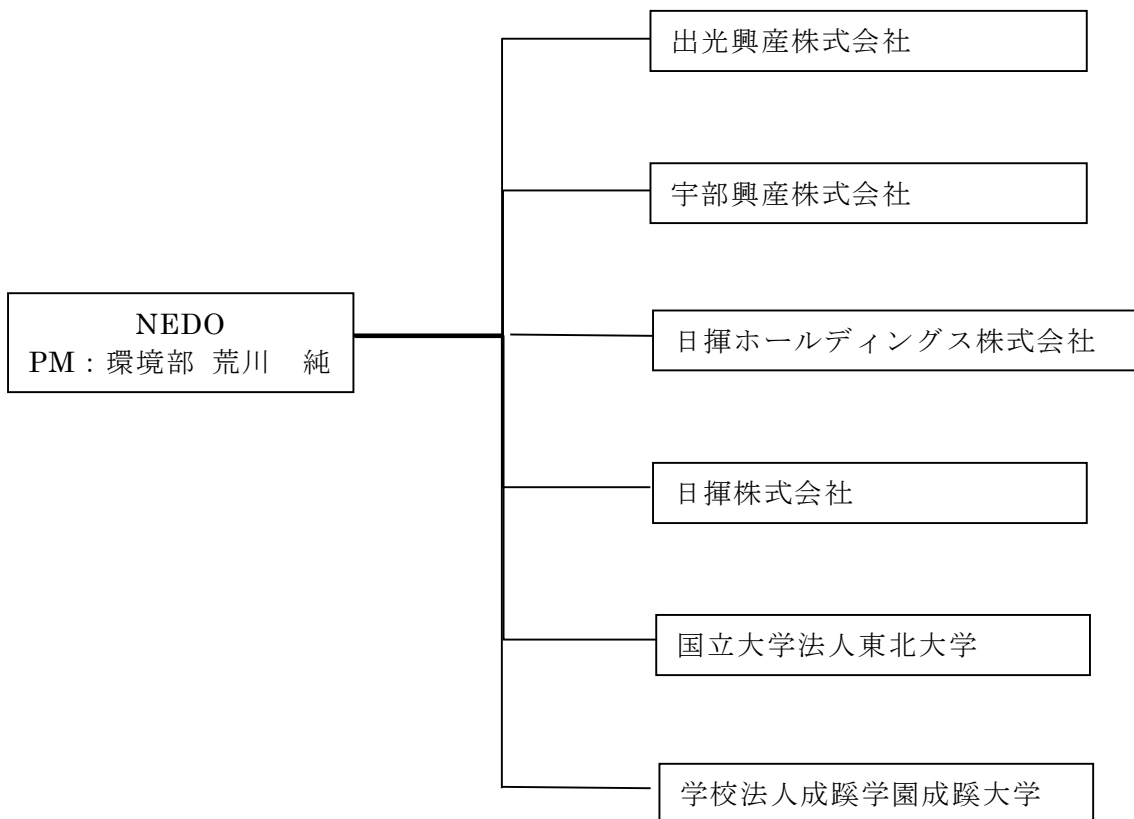 出光興産株式会社
宇部興産株式会社
NEDO
PM：環境部 荒川　純
日揮ホールディングス株式会社
日揮株式会社
国立大学法人東北大学
学校法人成蹊学園成蹊大学